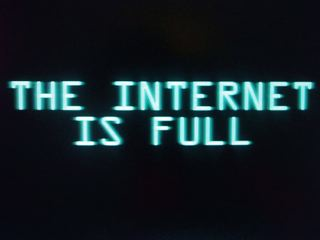 THE INTERNET
IS FULL